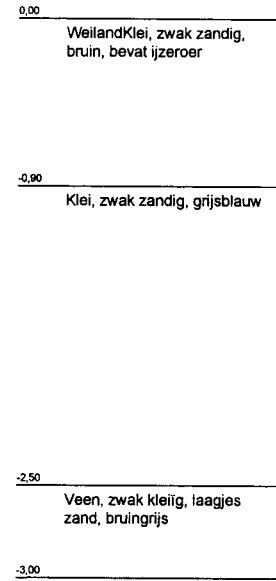 0,00
WeilandKlei, zwak zandig,
bruin, bevat ijzeroer
-0,90
Klei, zwak zandig, grijsblauw
-2,50
Veen, zwak kleiïg, laagjes
zand, bruingrijs
-3,00